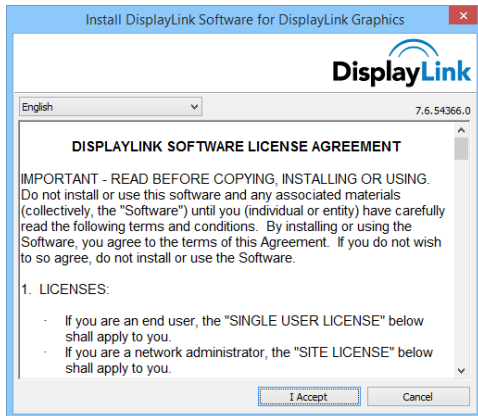 Install DisplayLink Software for DisplayLink Graphics
DisplayLink
English
7.6.54366.0
DISPLAYLINK SOFTWARE LICENSE AGREEMENT
IMPORTANT - READ BEFORE COPYING, INSTALLING OR USING.
Do not install or use this software and any associated materials
(collectively, the "Software") until you (individual or entity) have carefully
read the following terms and conditions. By installing or using the
Software, you agree to the terms of this Agreement. If you do not wish
to so agree, do not install or use the Software.
1. LICENSES:
· If you are an end user, the "SINGLE USER LICENSE" below
shall apply to you.
· If you are a network administrator, the "SITE LICENSE" below
shall apply to you.
I Accept
Cancel